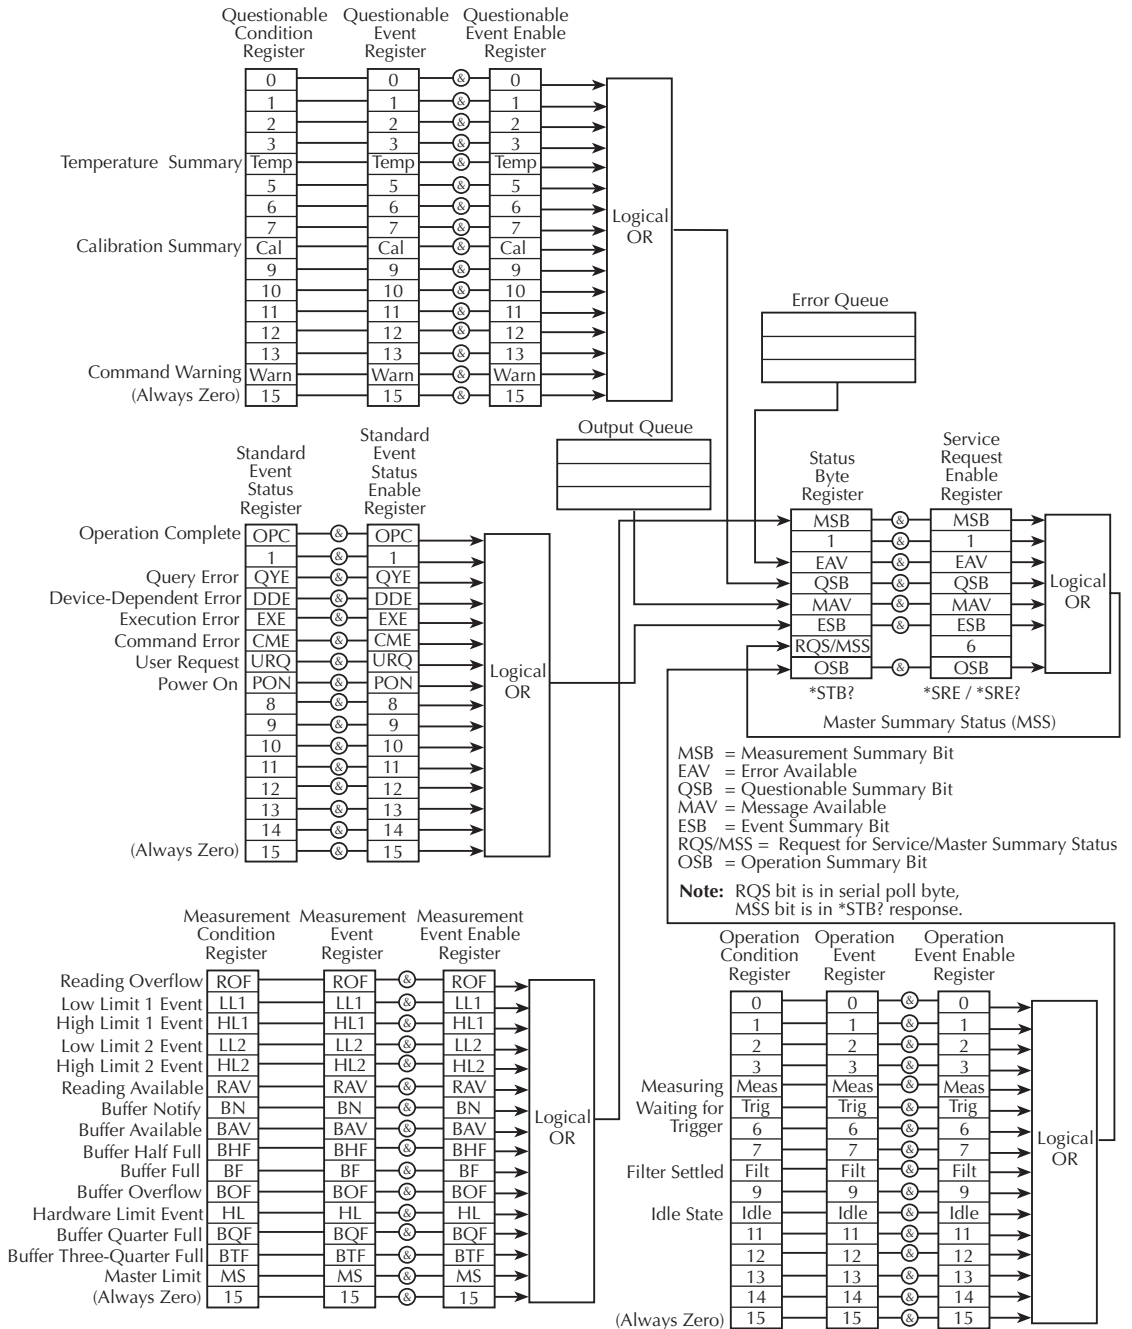 Questionable Condition Register
Questionable Event Register
Questionable Event Enable Register
0 0 & 0
1 1 & 1
2 2 & 2
3 3 & 3
Temperature Summary Temp Temp & Temp
5 5 & 5
6 6 & 6
7 7 & 7
Calibration Summary Cal Cal & Cal
9 9 & 9
10 10 & 10
11 11 & 11
12 12 & 12
13 13 & 13
Command Warning Warn Warn & Warn
(Always Zero) 15 15 & 15
Logical OR
Error Queue
Output Queue
Standard Event Status Register
Standard Event Status Enable Register
Operation Complete OPC & OPC
1 & 1
Query Error QYE & QYE
Device-Dependent Error DDE & DDE
Execution Error EXE & EXE
Command Error CME & CME
User Request URQ & URQ
Power On PON & PON
8 & 8
9 & 9
10 & 10
11 & 11
12 & 12
13 & 13
14 & 14
(Always Zero) 15 & 15
Logical OR
Status Byte Register
Service Request Enable Register
MSB & MSB
1 & 1
EAV & EAV
QSB & QSB
MAV & MAV
ESB & ESB
RQS/MSS 6
OSB & OSB
*STB? *SRE / *SRE?
Logical OR
Master Summary Status (MSS)
MSB = Measurement Summary Bit
EAV = Error Available
QSB = Questionable Summary Bit
MAV = Message Available
ESB = Event Summary Bit
RQS/MSS = Request for Service/Master Summary Status
OSB = Operation Summary Bit
Note: RQS bit is in serial poll byte,
MSS bit is in *STB? response.
Measurement Condition Register
Measurement Event Register
Measurement Event Enable Register
Reading Overflow ROF ROF & ROF
Low Limit 1 Event LL1 LL1 & LL1
High Limit 1 Event HL1 HL1 & HL1
Low Limit 2 Event LL2 LL2 & LL2
High Limit 2 Event HL2 HL2 & HL2
Reading Available RAV RAV & RAV
Buffer Notify BN BN & BN
Buffer Available BAV BAV & BAV
Buffer Half Full BHF BHF & BHF
Buffer Full BF BF & BF
Buffer Overflow BOF BOF & BOF
Hardware Limit Event HL HL & HL
Buffer Quarter Full BQF BQF & BQF
Buffer Three-Quarter Full BTF BTF & BTF
Master Limit MS MS & MS
(Always Zero) 15 15 & 15
Logical OR
Operation Condition Register
Operation Event Register
Operation Event Enable Register
0 0 & 0
1 1 & 1
2 2 & 2
3 3 & 3
Measuring Meas Meas & Meas
Waiting for Trigger Trig Trig & Trig
6 6 & 6
7 7 & 7
Filter Settled Filt Filt & Filt
9 9 & 9
Idle State Idle Idle & Idle
11 11 & 11
12 12 & 12
13 13 & 13
14 14 & 14
(Always Zero) 15 15 & 15
Logical OR